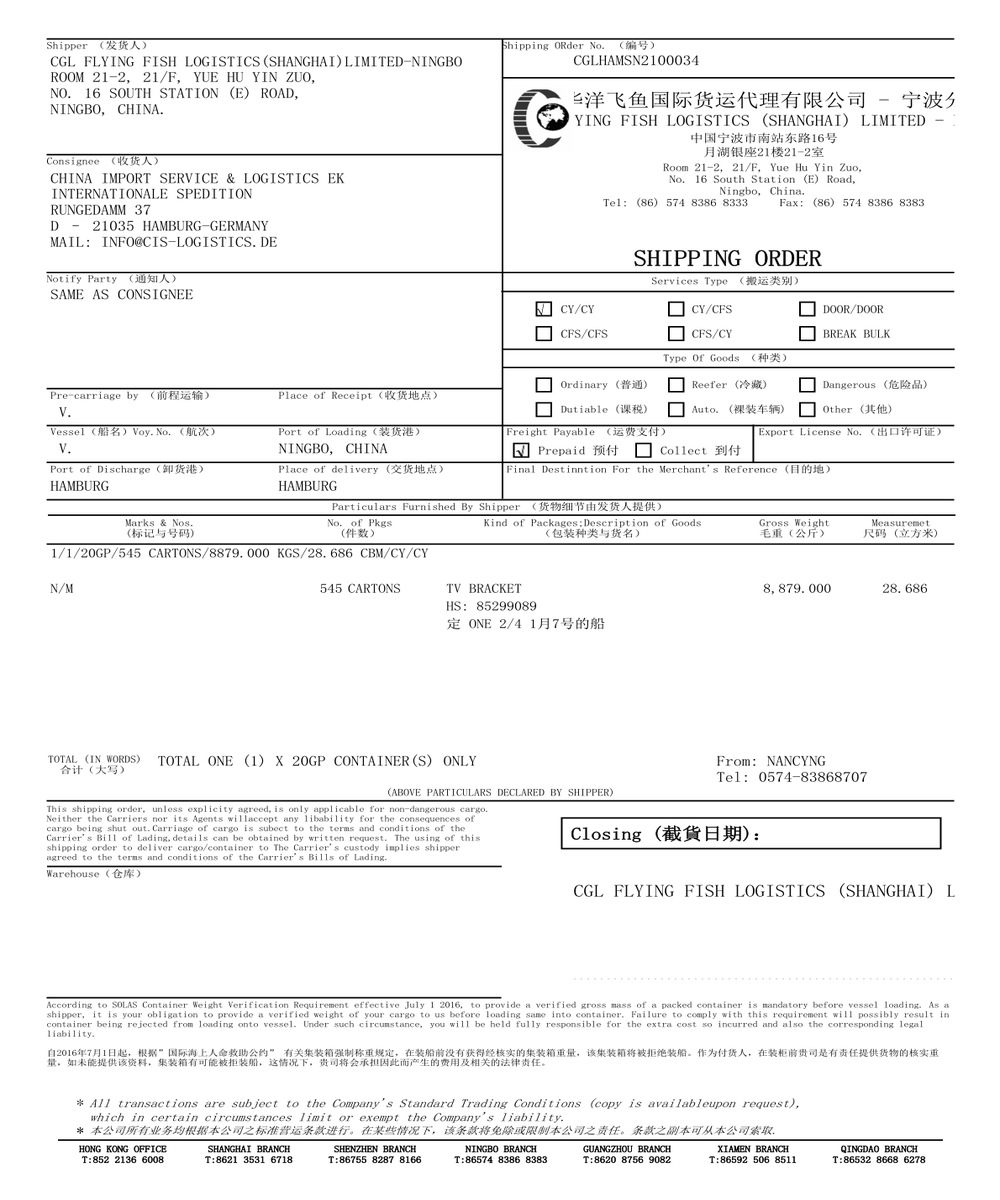 Shipper （发货人）
CGL FLYING FISH LOGISTICS(SHANGHAI)LIMITED-NINGBO
ROOM 21-2, 21/F, YUE HU YIN ZUO,
NO. 16 SOUTH STATION (E) ROAD,
NINGBO, CHINA.
Shipping ORder No. （编号）
CGLHAMSN2100034
华洋飞鱼国际货运代理有限公司 - 宁波分
YING FISH LOGISTICS (SHANGHAI) LIMITED -
中国宁波市南站东路16号
月湖银座21楼21-2室
Room 21-2, 21/F, Yue Hu Yin Zuo,
No. 16 South Station (E) Road,
Ningbo, China.
Tel: (86) 574 8386 8333 Fax: (86) 574 8386 8383
Consignee （收货人）
CHINA IMPORT SERVICE & LOGISTICS EK
INTERNATIONALE SPEDITION
RUNGEDAMM 37
D - 21035 HAMBURG-GERMANY
MAIL: INFO@CIS-LOGISTICS.DE
SHIPPING ORDER
Notify Party （通知人）
SAME AS CONSIGNEE
Services Type （搬运类别）
√ CY/CY CY/CFS DOOR/DOOR
CFS/CFS CFS/CY BREAK BULK
Type Of Goods （种类）
Ordinary (普通) Reefer (冷藏) Dangerous (危险品)
Dutiable (课税) Auto. (裸装车辆) Other (其他)
Pre-carriage by （前程运输） Place of Receipt（收货地点）
V.
Vessel（船名）Voy.No.（航次） Port of Loading（装货港）
V. NINGBO, CHINA
Freight Payable （运费支付） Export License No.（出口许可证）
√ Prepaid 预付 Collect 到付
Port of Discharge（卸货港） Place of delivery（交货地点）
HAMBURG HAMBURG
Final Destinntion For the Merchant's Reference（目的地）
Particulars Furnished By Shipper （货物细节由发货人提供）
Marks & Nos. No. of Pkgs Kind of Packages;Description of Goods Gross Weight Measuremet
(标记与号码) （件数） （包装种类与货名） 毛重（公斤） 尺码（立方米）
1/1/20GP/545 CARTONS/8879.000 KGS/28.686 CBM/CY/CY
N/M 545 CARTONS TV BRACKET 8,879.000 28.686
HS: 85299089
定 ONE 2/4 1月7号的船
TOTAL (IN WORDS) TOTAL ONE (1) X 20GP CONTAINER(S) ONLY
合计（大写）
From: NANCYNG
Tel: 0574-83868707
(ABOVE PARTICULARS DECLARED BY SHIPPER)
This shipping order, unless explicity agreed,is only applicable for non-dangerous cargo.
Neither the Carriers nor its Agents willaccept any libability for the consequences of
cargo being shut out.Carriage of cargo is subect to the terms and conditions of the
Carrier's Bill of Lading,details can be obtained by written request. The using of this
shipping order to deliver cargo/container to The Carrier's custody implies shipper
agreed to the terms and conditions of the Carrier's Bills of Lading.
Closing (截貨日期):
Warehouse（仓库）
CGL FLYING FISH LOGISTICS (SHANGHAI) L
According to SOLAS Container Weight Verification Requirement effective July 1 2016, to provide a verified gross mass of a packed container is mandatory before vessel loading. As a
shipper, it is your obligation to provide a verified weight of your cargo to us before loading same into container. Failure to comply with this requirement will possibly result in
container being rejected from loading onto vessel. Under such circumstance, you will be held fully responsible for the extra cost so incurred and also the corresponding legal
liability.
自2016年7月1日起，根据”国际海上人命救助公约” 有关集装箱强制称重规定，在装船前没有获得经核实的集装箱重量，该集装箱将被拒绝装船。作为付货人，在装柜前贵司是有责任提供货物的核实重
量，如未能提供该资料，集装箱有可能被拒装船，这情况下，贵司将会承担因此而产生的费用及相关的法律责任。
* All transactions are subject to the Company's Standard Trading Conditions (copy is availableupon request),
which in certain circumstances limit or exempt the Company's liability.
* 本公司所有业务均根据本公司之标准营运条款进行。在某些情况下，该条款将免除或限制本公司之责任。条款之副本可从本公司索取.
HONG KONG OFFICE SHANGHAI BRANCH SHENZHEN BRANCH NINGBO BRANCH GUANGZHOU BRANCH XIAMEN BRANCH QINGDAO BRANCH
T:852 2136 6008 T:8621 3531 6718 T:86755 8287 8166 T:86574 8386 8383 T:8620 8756 9082 T:86592 506 8511 T:86532 8668 6278